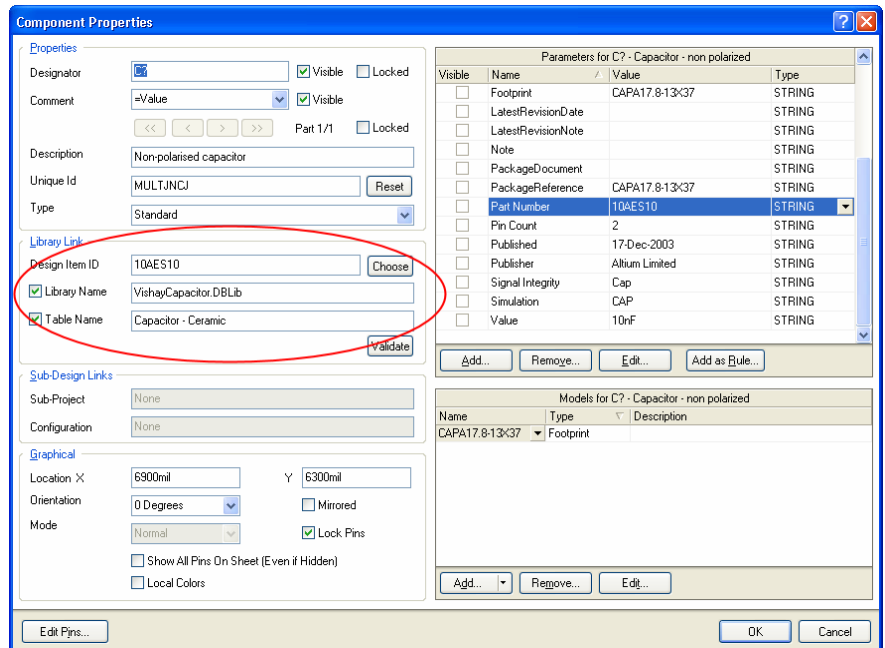 Component Properties
Properties
Designator C? Visible Locked
Comment =Value Visible
<< < > >> Part 1/1 Locked
Description Non-polarised capacitor
Unique Id MULTJNCJ Reset
Type Standard
Library Link
Design Item ID 10AES10 Choose
Library Name VishayCapacitor.DBLib
Table Name Capacitor - Ceramic
Validate
Sub-Design Links
Sub-Project None
Configuration None
Graphical
Location X 6900mil Y 6300mil
Orientation 0 Degrees Mirrored
Mode Normal Lock Pins
Show All Pins On Sheet (Even if Hidden)
Local Colors
Parameters for C? - Capacitor - non polarized
Visible Name Value Type
Footprint CAPA17.8-13X37 STRING
LatestRevisionDate STRING
LatestRevisionNote STRING
Note STRING
PackageDocument STRING
PackageReference CAPA17.8-13X37 STRING
Part Number 10AES10 STRING
Pin Count 2 STRING
Published 17-Dec-2003 STRING
Publisher Altium Limited STRING
Signal Integrity Cap STRING
Simulation CAP STRING
Value 10nF STRING
Add... Remove... Edit... Add as Rule...
Models for C? - Capacitor - non polarized
Name Type Description
CAPA17.8-13X37 Footprint
Add... Remove... Edit...
Edit Pins... OK Cancel